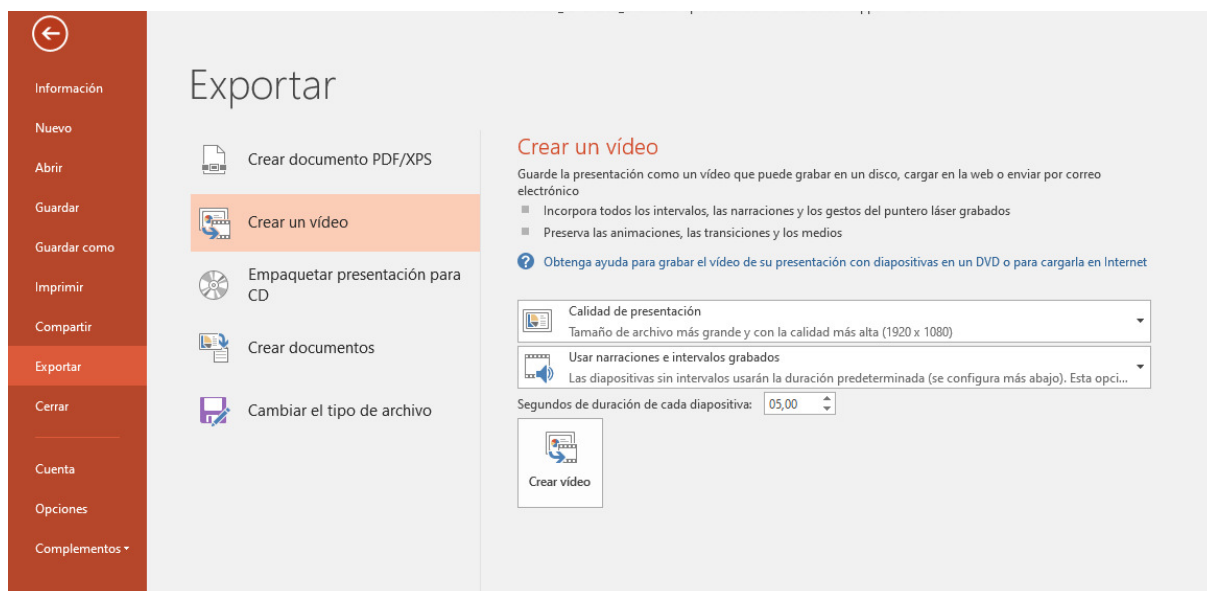 Información
Nuevo
Abrir
Guardar
Guardar como
Imprimir
Compartir
Exportar
Cerrar
Cuenta
Opciones
Complementos
Exportar
Crear documento PDF/XPS
Crear un vídeo
Empaquetar presentación para
CD
Crear documentos
Cambiar el tipo de archivo
Crear un vídeo
Guarde la presentación como un vídeo que puede grabar en un disco, cargar en la web o enviar por correo
electrónico
Incorpora todos los intervalos, las narraciones y los gestos del puntero láser grabados
Preserva las animaciones, las transiciones y los medios
Obtenga ayuda para grabar el vídeo de su presentación con diapositivas en un DVD o para cargarla en Internet
Calidad de presentación
Tamaño de archivo más grande y con la calidad más alta (1920 x 1080)
Usar narraciones e intervalos grabados
Las diapositivas sin intervalos usarán la duración predeterminada (se configura más abajo). Esta opci...
Segundos de duración de cada diapositiva: 05,00
Crear vídeo